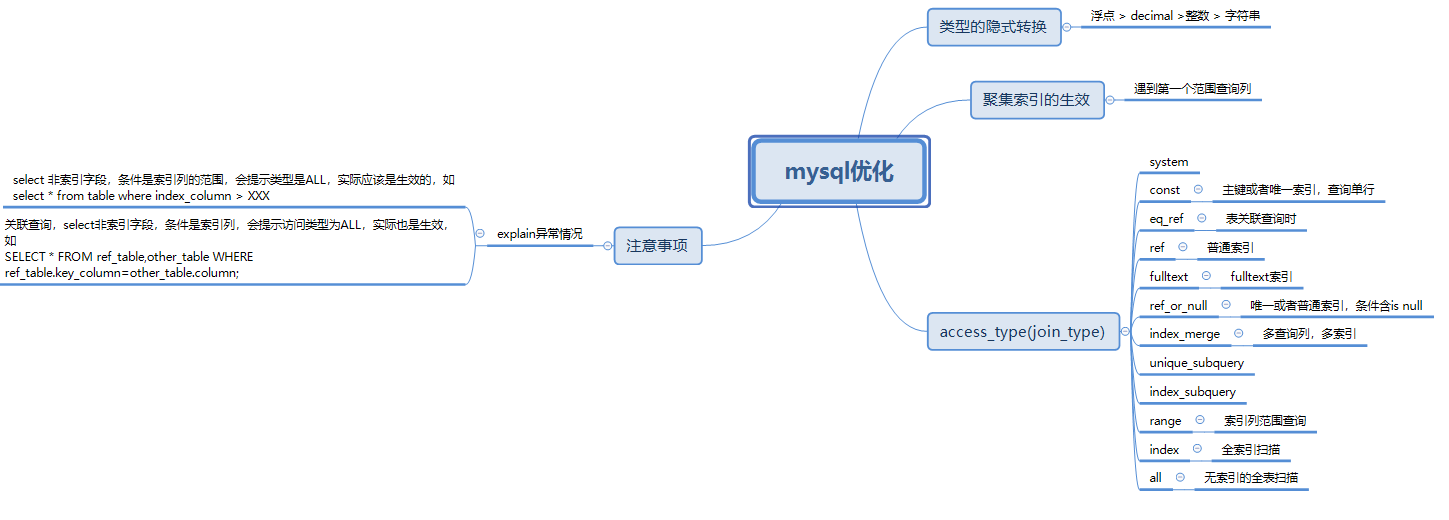 mysql优化
类型的隐式转换
浮点 > decimal >整数 > 字符串
聚集索引的生效
遇到第一个范围查询列
access_type(join_type)
system
const
主键或者唯一索引，查询单行
eq_ref
表关联查询时
ref
普通索引
fulltext
fulltext索引
ref_or_null
唯一或者普通索引，条件含is null
index_merge
多查询列，多索引
unique_subquery
index_subquery
range
索引列范围查询
index
全索引扫描
all
无索引的全表扫描
注意事项
explain异常情况
select 非索引字段，条件是索引列的范围，会提示类型是ALL，实际应该是生效的，如
select * from table where index_column > XXX
关联查询，select非索引字段，条件是索引列，会提示访问类型为ALL，实际也是生效，
如
SELECT * FROM ref_table,other_table WHERE
ref_table.key_column=other_table.column;